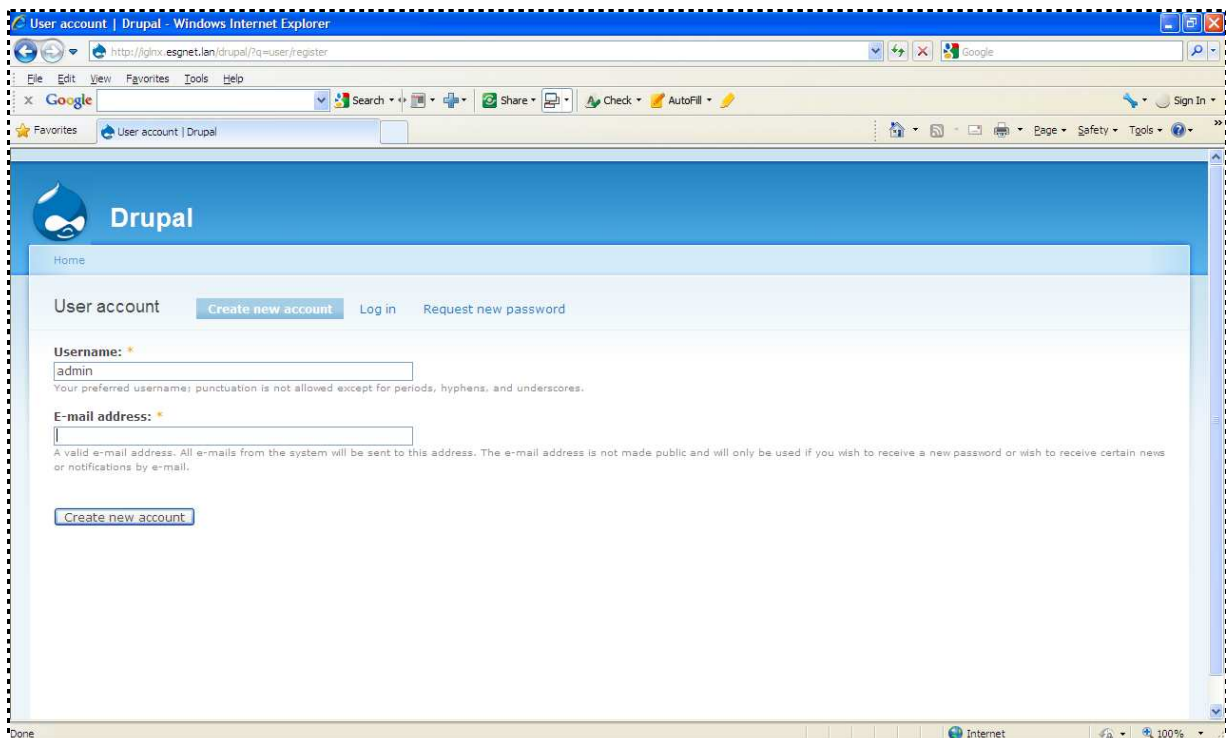 User account | Drupal - Windows Internet Explorer
http://iglnx.esgnet.lan/drupal/?q=user/register
Google
File Edit View Favorites Tools Help
x Google Search Share Check AutoFill Sign In
Favorites User account | Drupal Page Safety Tools
Drupal
Home
User account Create new account Log in Request new password
Username: *
admin
Your preferred username; punctuation is not allowed except for periods, hyphens, and underscores.
E-mail address: *
A valid e-mail address. All e-mails from the system will be sent to this address. The e-mail address is not made public and will only be used if you wish to receive a new password or wish to receive certain news
or notifications by e-mail.
Create new account
Done Internet 100%